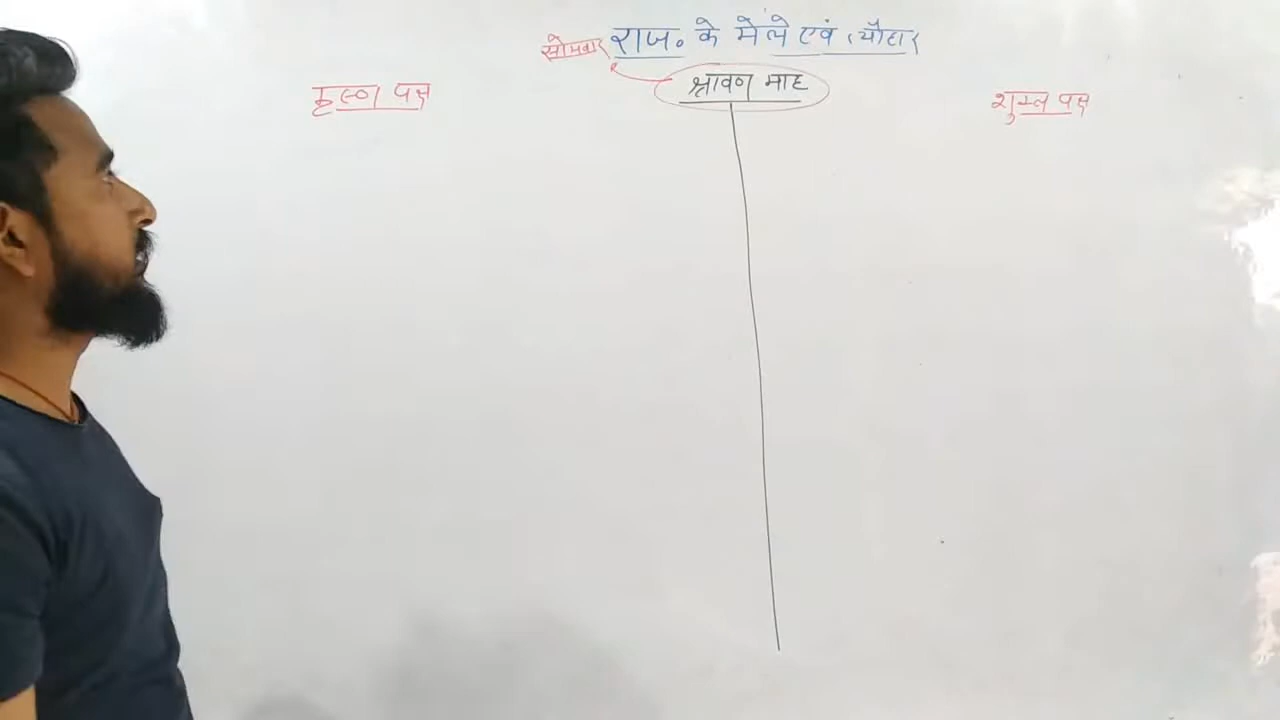 राज. के मेले एवं त्यौहार
सोमवार
श्रावण माह
कृष्ण पक्ष
शुक्ल पक्ष